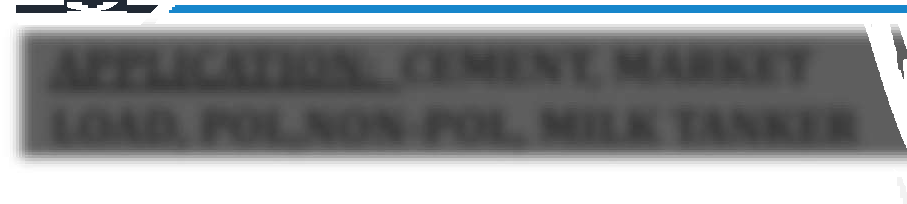 APPLICATION: CEMENT, MARKET
LOAD, POL,NON-POL, MILK TANKER